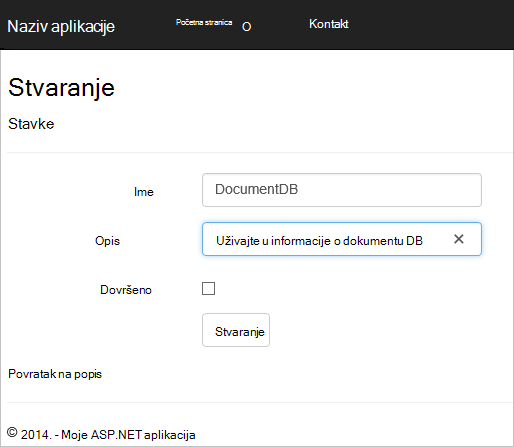 Naziv aplikacije Početna stranica O Kontakt
Stvaranje
Stavke
Ime DocumentDB
Opis Uživajte u informacije o dokumentu DB
Dovršeno
Stvaranje
Povratak na popis
© 2014. - Moje ASP.NET aplikacija